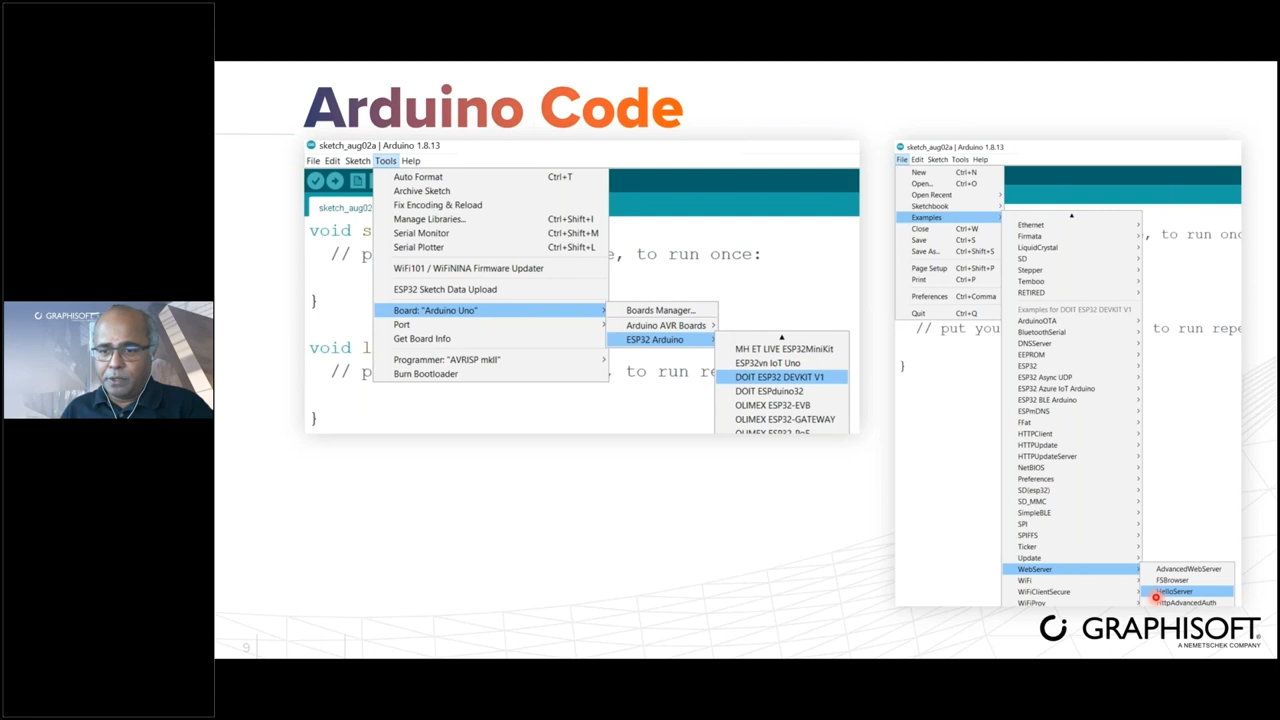 Arduino Code
sketch_aug02a | Arduino 1.8.13
File Edit Sketch Tools Help
sketch_aug02
Auto Format Ctrl+T
Archive Sketch
Fix Encoding & Reload
Manage Libraries... Ctrl+Shift+I
Serial Monitor Ctrl+Shift+M
Serial Plotter Ctrl+Shift+L
WiFi101 / WiFiNINA Firmware Updater
ESP32 Sketch Data Upload
Board: "Arduino Uno"
Port
Get Board Info
Programmer: "AVRISP mkII"
Burn Bootloader
Boards Manager...
Arduino AVR Boards
ESP32 Arduino
MH ET LIVE ESP32MiniKit
ESP32vn IoT Uno
DOIT ESP32 DEVKIT V1
DOIT ESPduino32
OLIMEX ESP32-EVB
OLIMEX ESP32-GATEWAY
OLIMEX ESP32-PoE
void s
// p e, to run once:
}
void l
// p to run re
}
sketch_aug02a | Arduino 1.8.13
File Edit Sketch Tools Help
New Ctrl+N
Open... Ctrl+O
Open Recent
Sketchbook
Examples
Close Ctrl+W
Save Ctrl+S
Save As... Ctrl+Shift+S
Page Setup Ctrl+Shift+P
Print Ctrl+P
Preferences Ctrl+Comma
Quit Ctrl+Q
Ethernet
Firmata
LiquidCrystal
SD
Stepper
Temboo
RETIRED
Examples for DOIT ESP32 DEVKIT V1
ArduinoOTA
BluetoothSerial
DNSServer
EEPROM
ESP32
ESP32 Async UDP
ESP32 Azure IoT Arduino
ESP32 BLE Arduino
ESPmDNS
FFat
HTTPClient
HTTPUpdate
HTTPUpdateServer
NetBIOS
Preferences
SD(esp32)
SD_MMC
SimpleBLE
SPI
SPIFFS
Ticker
Update
WebServer
WiFi
WiFiClientSecure
WiFiProv
AdvancedWebServer
FSBrowser
HelloServer
HttpAdvancedAuth
, to run onc
// put you to run repe
}
GRAPHISOFT
9
GRAPHISOFT
A NEMETSCHEK COMPANY